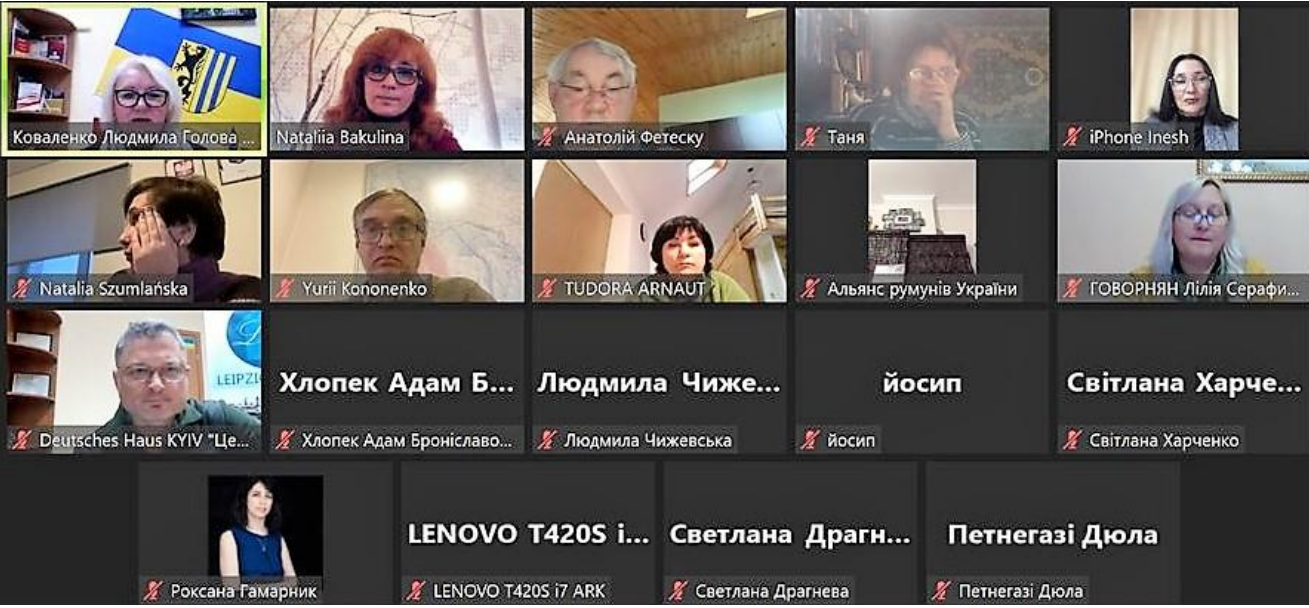 Коваленко Людмила Голова ...
Nataliia Bakulina
Анатолій Фетеску
Таня
iPhone Inesh
Natalia Szumlańska
Yurii Kononenko
TUDORA ARNAUT
Альянс румунів України
ГОВОРНЯН Лілія Серафи...
LEIPZI
Deutsches Haus KYIV "Це...
Хлопек Адам Б...
Хлопек Адам Броніславо...
Людмила Чиже...
Людмила Чижевська
йосип
йосип
Світлана Харче...
Світлана Харченко
Роксана Гамарник
LENOVO T420S i...
LENOVO T420S i7 ARK
Светлана Драгн...
Светлана Драгнева
Петнегазі Дюла
Петнегазі Дюла